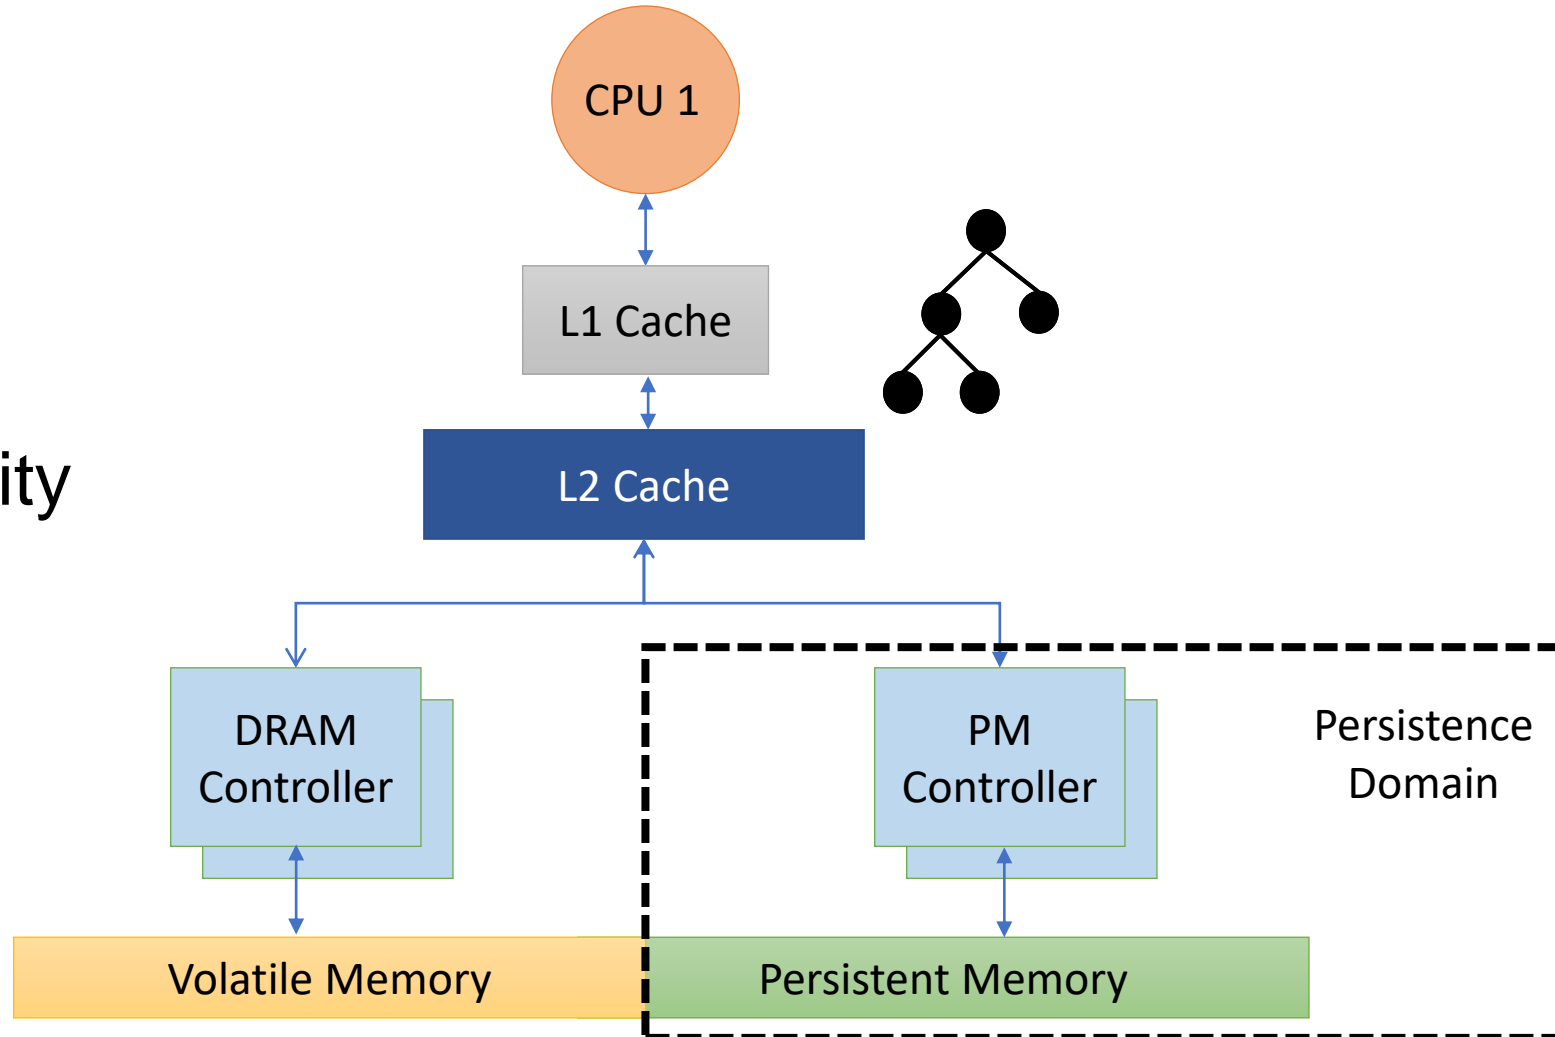 CPU 1
L1 Cache
ity
L2 Cache
DRAM
Controller
PM
Controller
Persistence
Domain
Volatile Memory
Persistent Memory